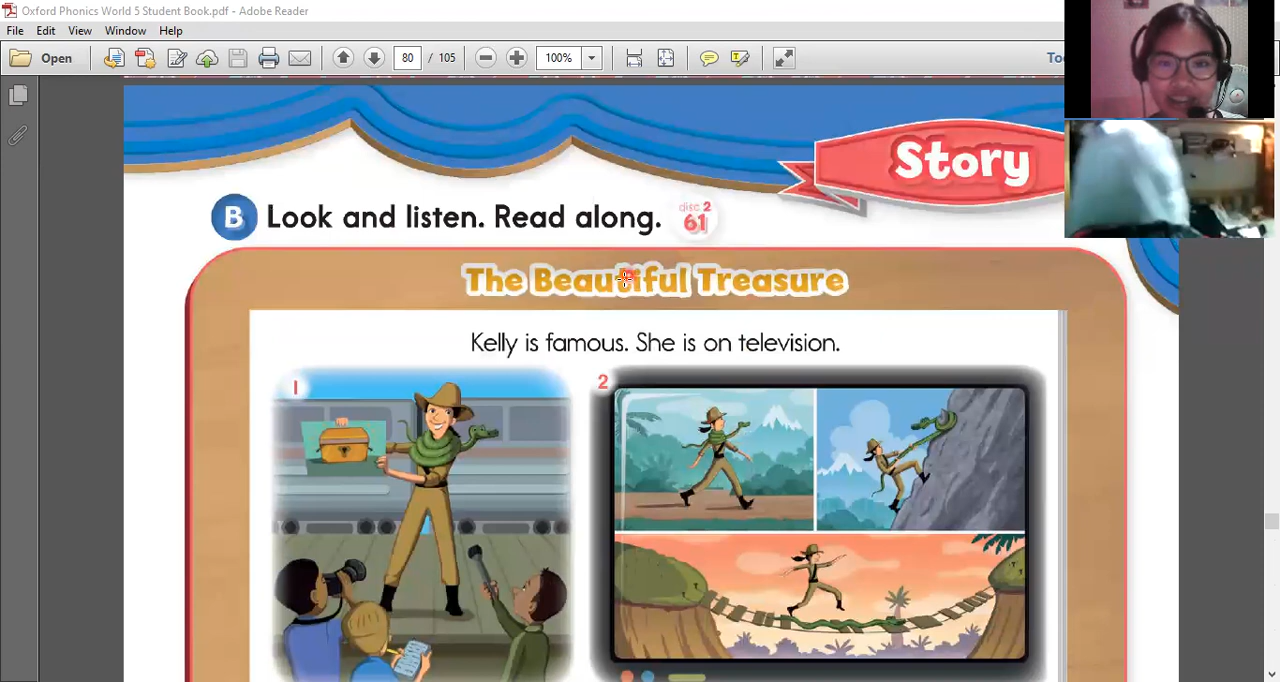 Oxford Phonics World 5 Student Book.pdf - Adobe Reader
File Edit View Window Help
Open 80 / 105 100%
Story
B Look and listen. Read along. disc 2 61
The Beautiful Treasure
Kelly is famous. She is on television.
1 2